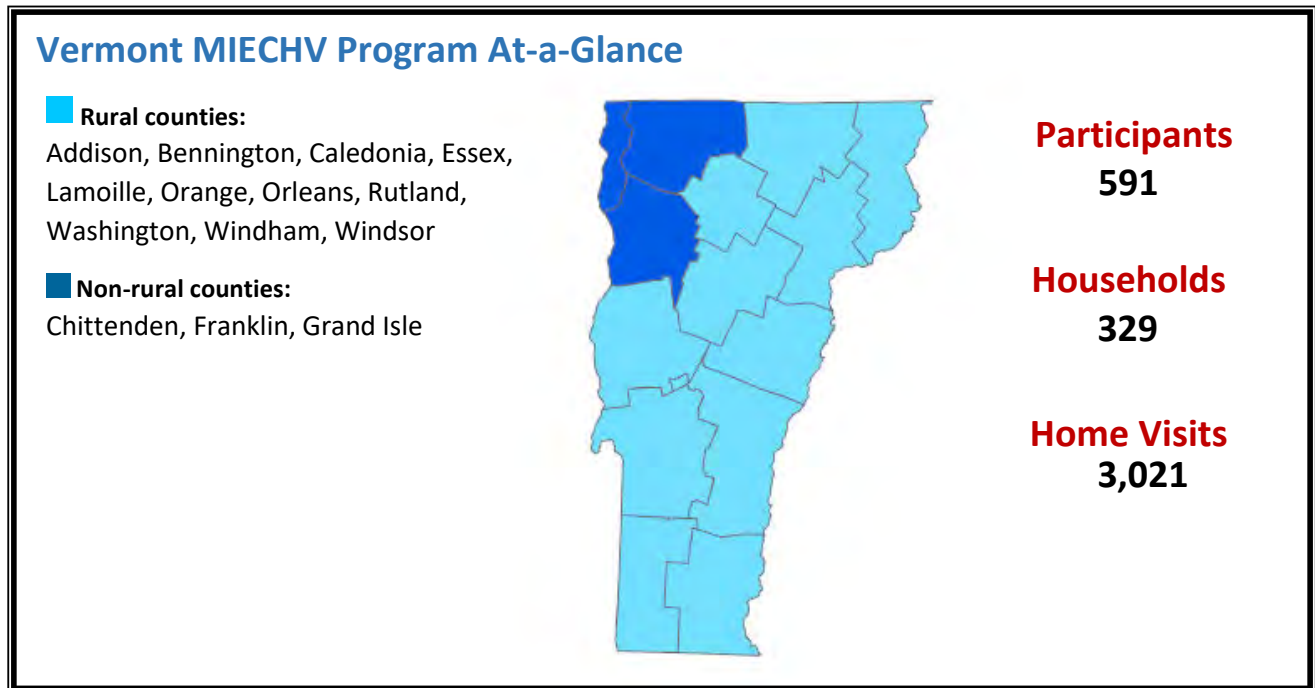 Vermont MIECHV Program At-a-Glance
Rural counties:
Addison, Bennington, Caledonia, Essex,
Lamoille, Orange, Orleans, Rutland,
Washington, Windham, Windsor
Non-rural counties:
Chittenden, Franklin, Grand Isle
Participants
591
Households
329
Home Visits
3,021